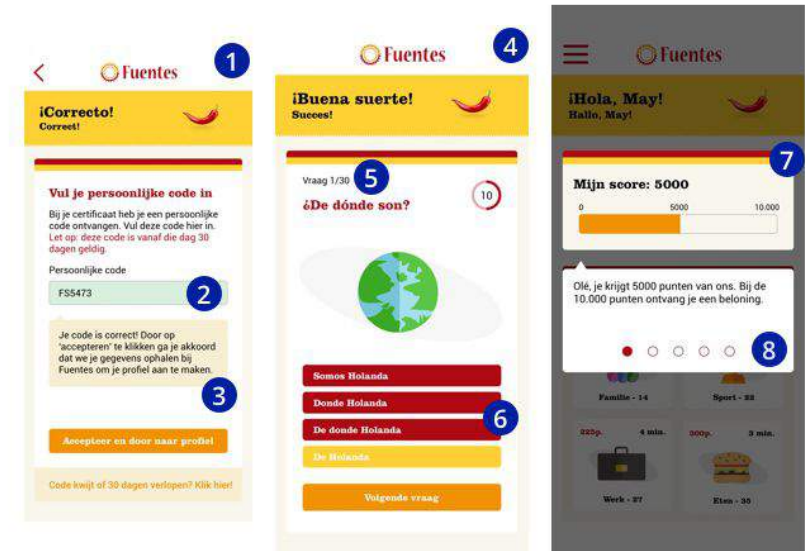 1
Fuentes
¡Correcto!
Correct!
Vul je persoonlijke code in
Bij je certificaat heb je een persoonlijke
code ontvangen. Vul deze code hier in.
Let op: deze code is vanaf die dag 30
dagen geldig.
Persoonlijke code
FS5473
2
Je code is correct! Door op
'accepteren' te klikken ga je akkoord
dat we je gegevens ophalen bij
Fuentes om je profiel aan te maken.
3
Accepteer en door naar profiel
Code kwijt of 30 dagen verlopen? Klik hier!
4
Fuentes
¡Buena suerte!
Succes!
Vraag 1/30
5
¿De dónde son?
10
Somos Holanda
Donde Holanda
De donde Holanda
6
De Holanda
Volgende vraag
Fuentes
¡Hola, May!
Hallo, May!
7
Mijn score: 5000
0 5000 10.000
Olé, je krijgt 5000 punten van ons. Bij de
10.000 punten ontvang je een beloning.
8
Familie - 14
Sport - 22
225p. 4 min.
300p. 3 min.
Werk - 27
Eten - 35